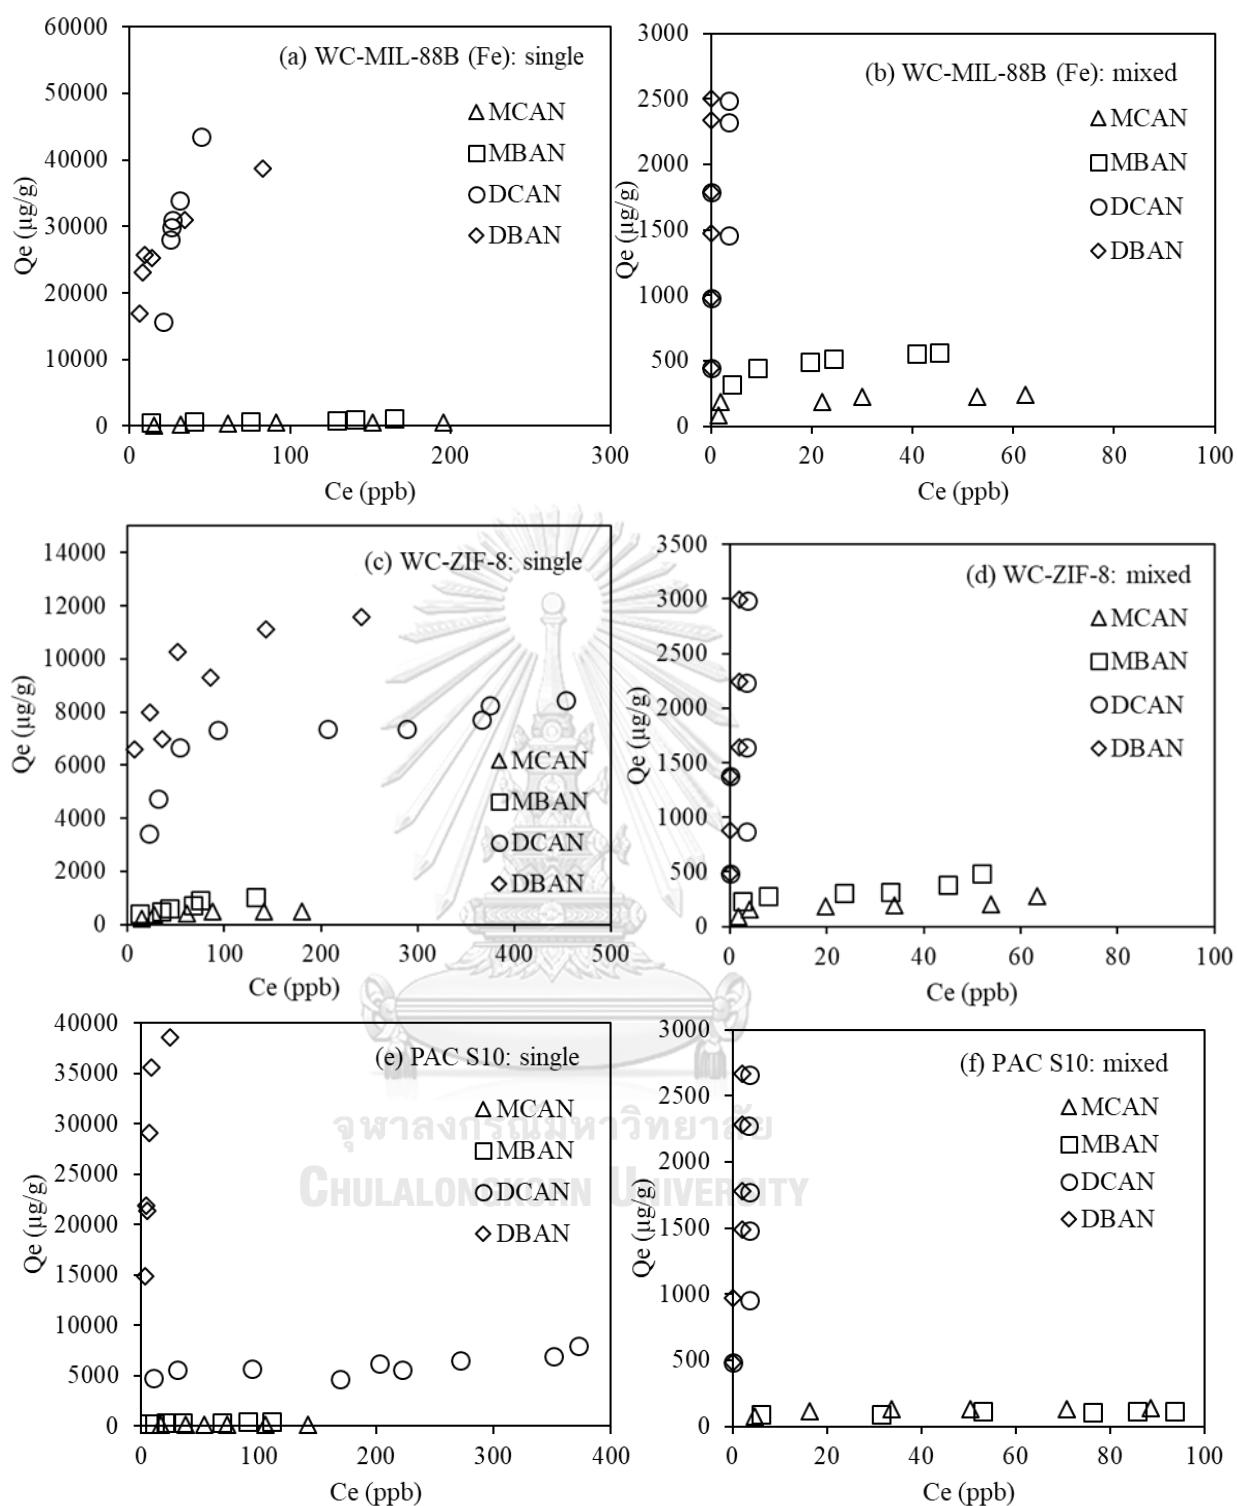 (a) WC-MIL-88B (Fe): single
60000
50000
40000
30000
20000
10000
0
Qe (µg/g)
MCAN
MBAN
DCAN
DBAN
0 100 200 300
Ce (ppb)
(b) WC-MIL-88B (Fe): mixed
3000
2500
2000
1500
1000
500
0
Qe (µg/g)
MCAN
MBAN
DCAN
DBAN
0 20 40 60 80 100
Ce (ppb)
(c) WC-ZIF-8: single
14000
12000
10000
8000
6000
4000
2000
0
Qe (µg/g)
MCAN
MBAN
DCAN
DBAN
0 100 200 300 400 500
Ce (ppb)
(d) WC-ZIF-8: mixed
3500
3000
2500
2000
1500
1000
500
0
Qe (µg/g)
MCAN
MBAN
DCAN
DBAN
0 20 40 60 80 100
Ce (ppb)
(e) PAC S10: single
40000
35000
30000
25000
20000
15000
10000
5000
0
Qe (µg/g)
MCAN
MBAN
DCAN
DBAN
0 100 200 300 400
Ce (ppb)
(f) PAC S10: mixed
3000
2500
2000
1500
1000
500
0
Qe (µg/g)
MCAN
MBAN
DCAN
DBAN
0 20 40 60 80 100
Ce (ppb)
จุฬาลงกรณ์มหาวิทยาลัย
CHULALONGKORN UNIVERSITY